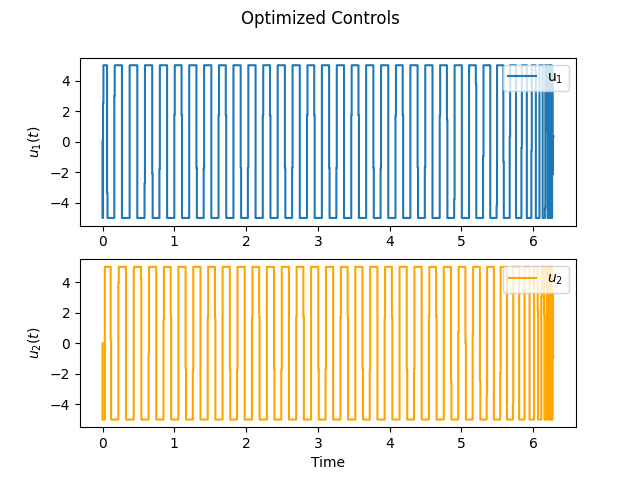 Optimized Controls
4
2
0
−2
−4
u₁(t)
u₁
0 1 2 3 4 5 6
4
2
0
−2
−4
u₂(t)
u₂
0 1 2 3 4 5 6
Time